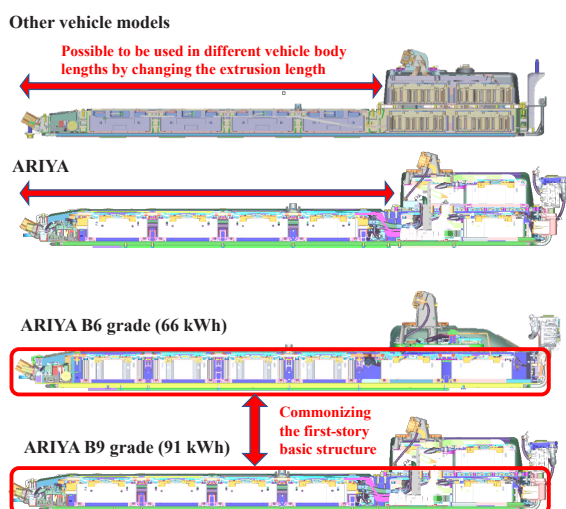 Other vehicle models
Possible to be used in different vehicle body
lengths by changing the extrusion length
ARIYA
ARIYA B6 grade (66 kWh)
Commonizing
the first-story
basic structure
ARIYA B9 grade (91 kWh)